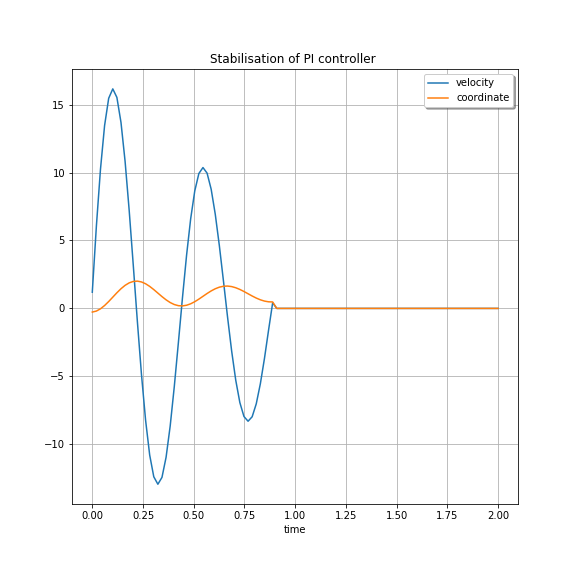 Stabilisation of PI controller
velocity
coordinate
15
10
5
0
−5
−10
0.00 0.25 0.50 0.75 1.00 1.25 1.50 1.75 2.00
time